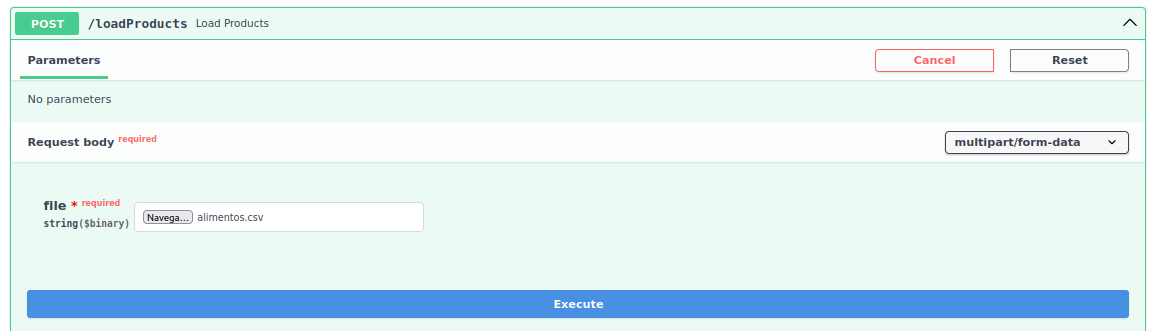 POST /loadProducts Load Products
Parameters Cancel Reset
No parameters
Request body required multipart/form-data
file * required
string($binary) Navega... alimentos.csv
Execute